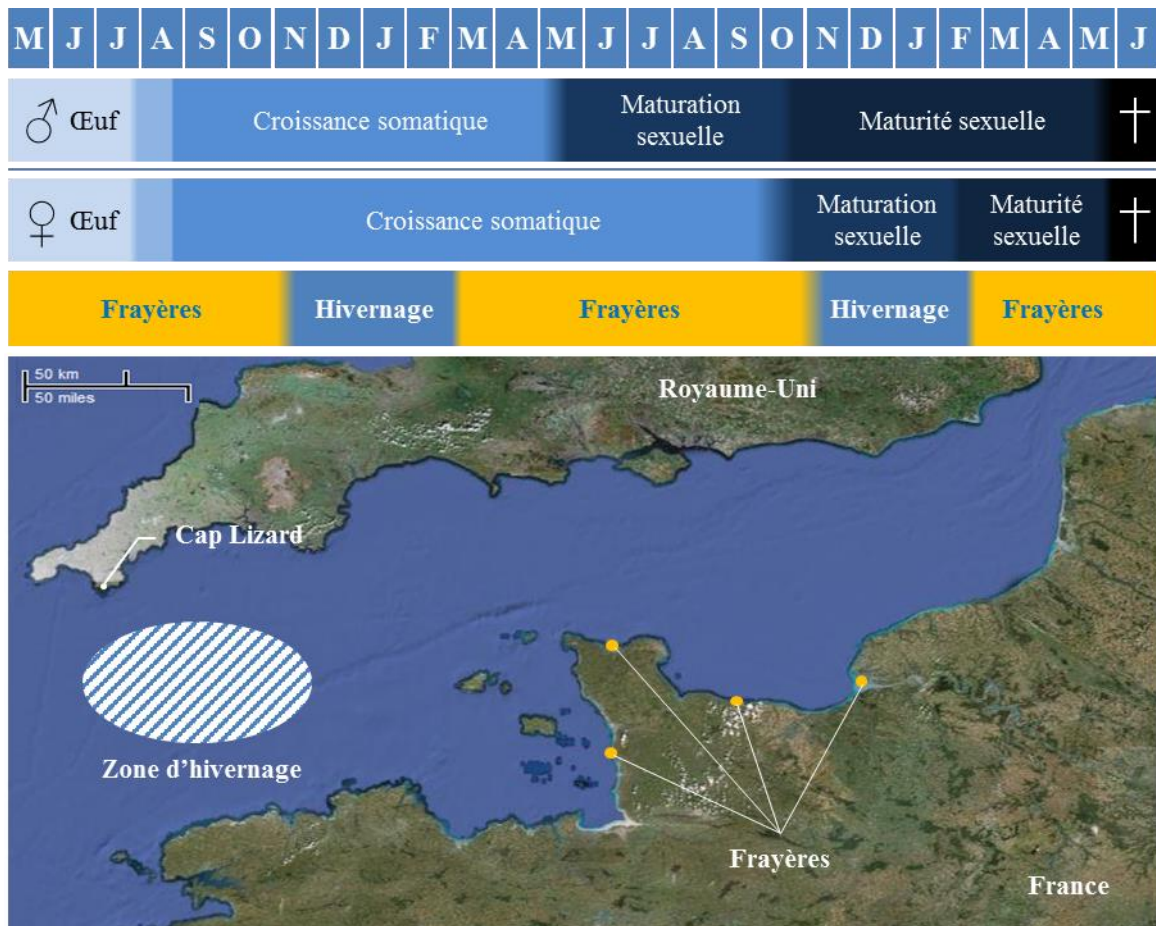 M J J A S O N D J F M A M J J A S O N D J F M A M J
♂ Œuf Croissance somatique Maturation sexuelle Maturité sexuelle †
♀ Œuf Croissance somatique Maturation sexuelle Maturité sexuelle †
Frayères Hivernage Frayères Hivernage Frayères
50 km
50 miles
Royaume-Uni
Cap Lizard
Zone d’hivernage
Frayères
France